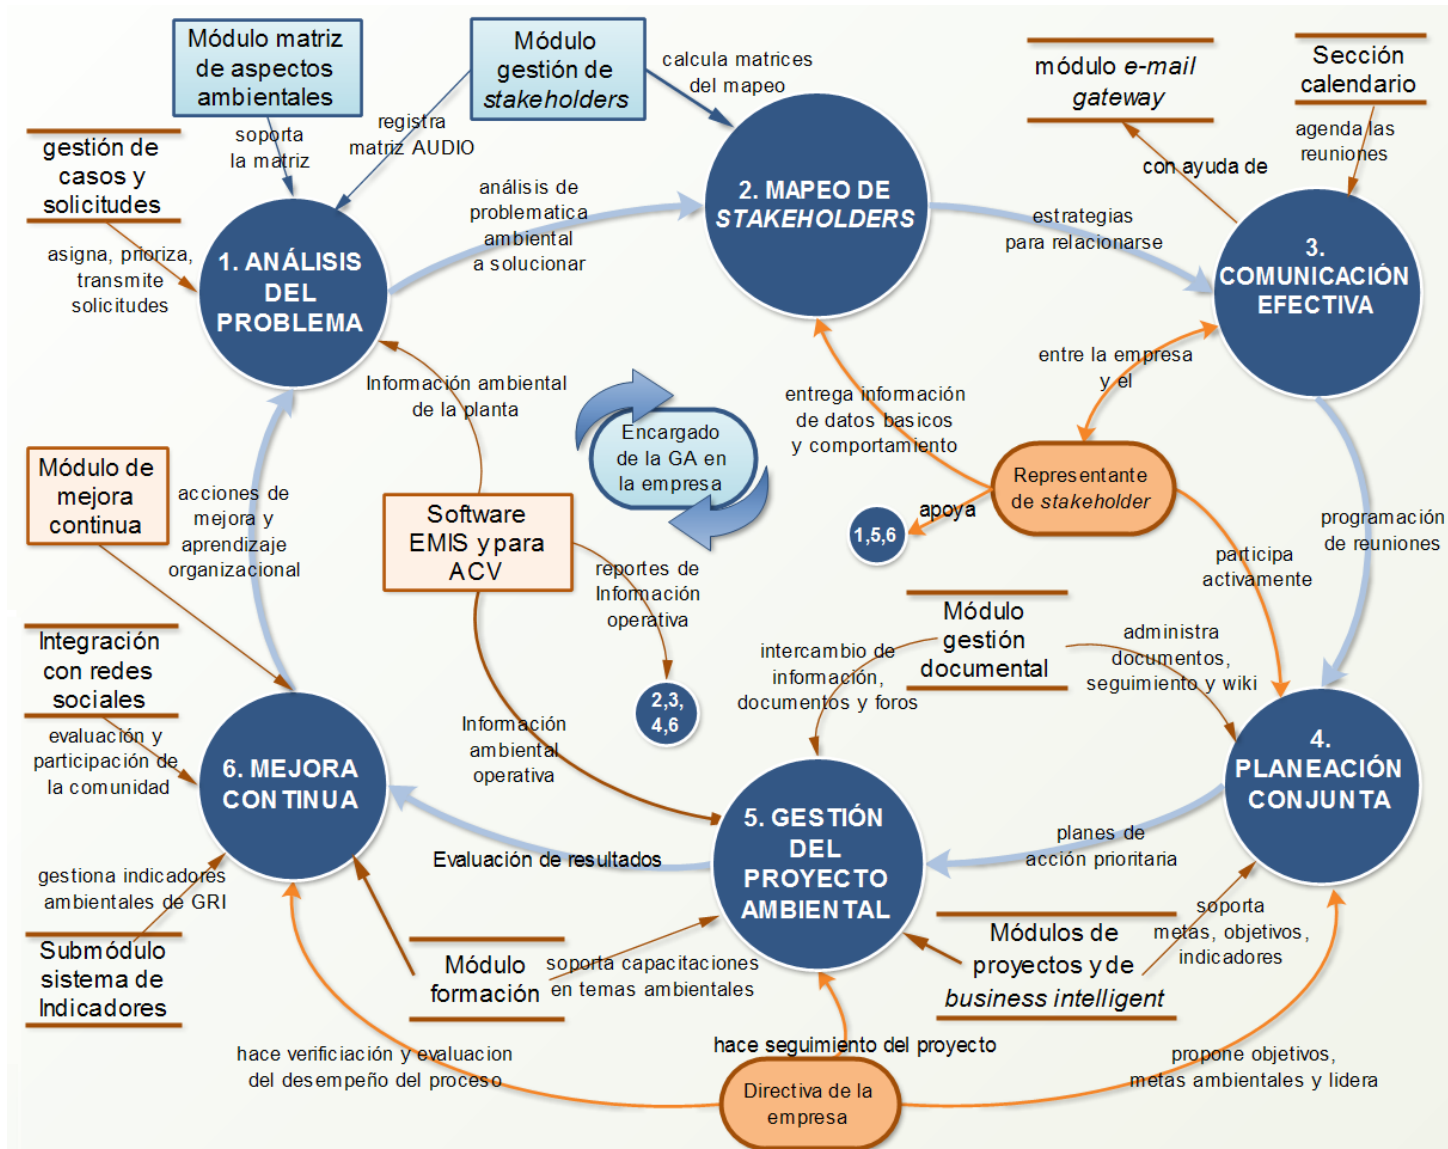 Módulo matriz
de aspectos
ambientales
Módulo
gestión de
stakeholders
calcula matrices
del mapeo
módulo e-mail
gateway
Sección
calendario
soporta
la matriz
registra
matriz AUDIO
gestión de
casos y
solicitudes
con ayuda de
agenda las
reuniones
análisis de
problematica
ambiental
a solucionar
2. MAPEO DE
STAKEHOLDERS
estrategias
para relacionarse
asigna, prioriza,
transmite
solicitudes
1. ANÁLISIS
DEL
PROBLEMA
3.
COMUNICACIÓN
EFECTIVA
Información ambiental
de la planta
entrega información
de datos basicos
y comportamiento
entre la empresa
y el
Encargado
de la GA en
la empresa
Representante
de stakeholder
apoya
1,5,6
Módulo de
mejora
continua
acciones de
mejora y
aprendizaje
organizacional
Software
EMIS y para
ACV
programación
de reuniones
participa
activamente
reportes de
Información
operativa
2,3,
4,6
Módulo
gestión
documental
intercambio de
información,
documentos y foros
administra
documentos,
seguimiento y wiki
Integración
con redes
sociales
evaluación y
participación de
la comunidad
Información
ambiental
operativa
6. MEJORA
CONTINUA
4.
PLANEACIÓN
CONJUNTA
5. GESTIÓN
DEL
PROYECTO
AMBIENTAL
Evaluación de resultados
planes de
acción prioritaria
gestiona indicadores
ambientales de GRI
Submódulo
sistema de
Indicadores
Módulo
formación
soporta capacitaciones
en temas ambientales
Módulos de
proyectos y de
business intelligent
soporta
metas, objetivos,
indicadores
hace verificiación y evaluacion
del desempeño del proceso
hace seguimiento del proyecto
Directiva de la
empresa
propone objetivos,
metas ambientales y lidera